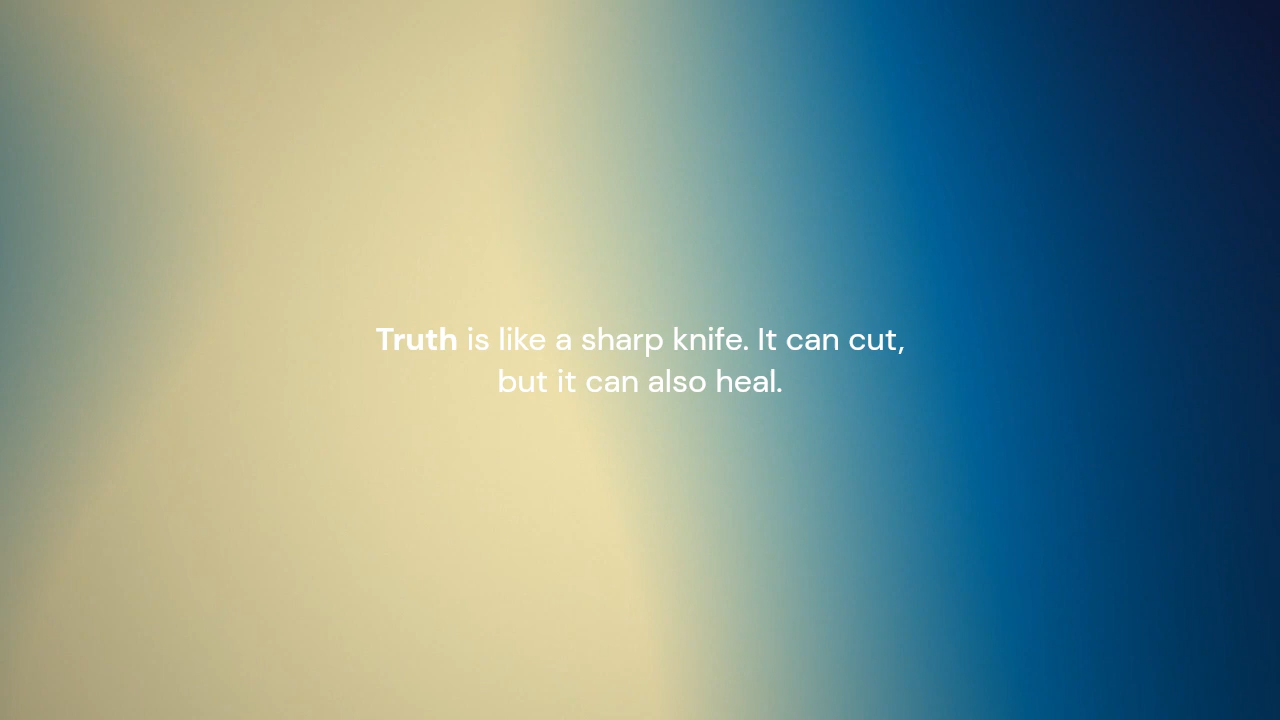 Truth is like a sharp knife. It can cut,
but it can also heal.